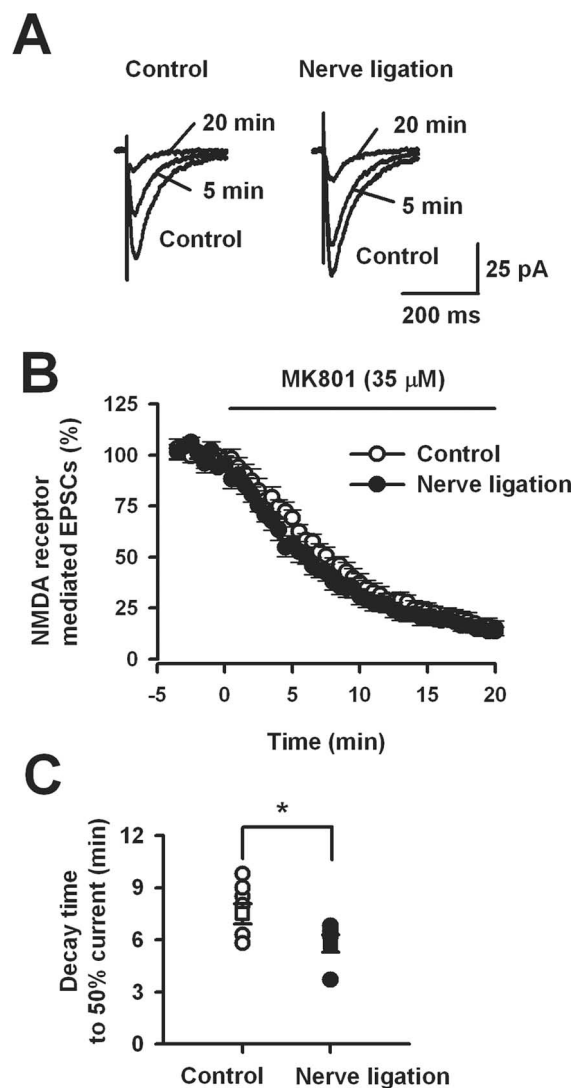 A
Control Nerve ligation
20 min 20 min
5 min 5 min
Control Control
25 pA
200 ms
B
MK801 (35 μM)
NMDA receptor
mediated EPSCs (%)
125
100
75
50
25
0
Control
Nerve ligation
-5 0 5 10 15 20
Time (min)
C
*
Decay time
to 50% current (min)
12
9
6
3
0
Control Nerve ligation